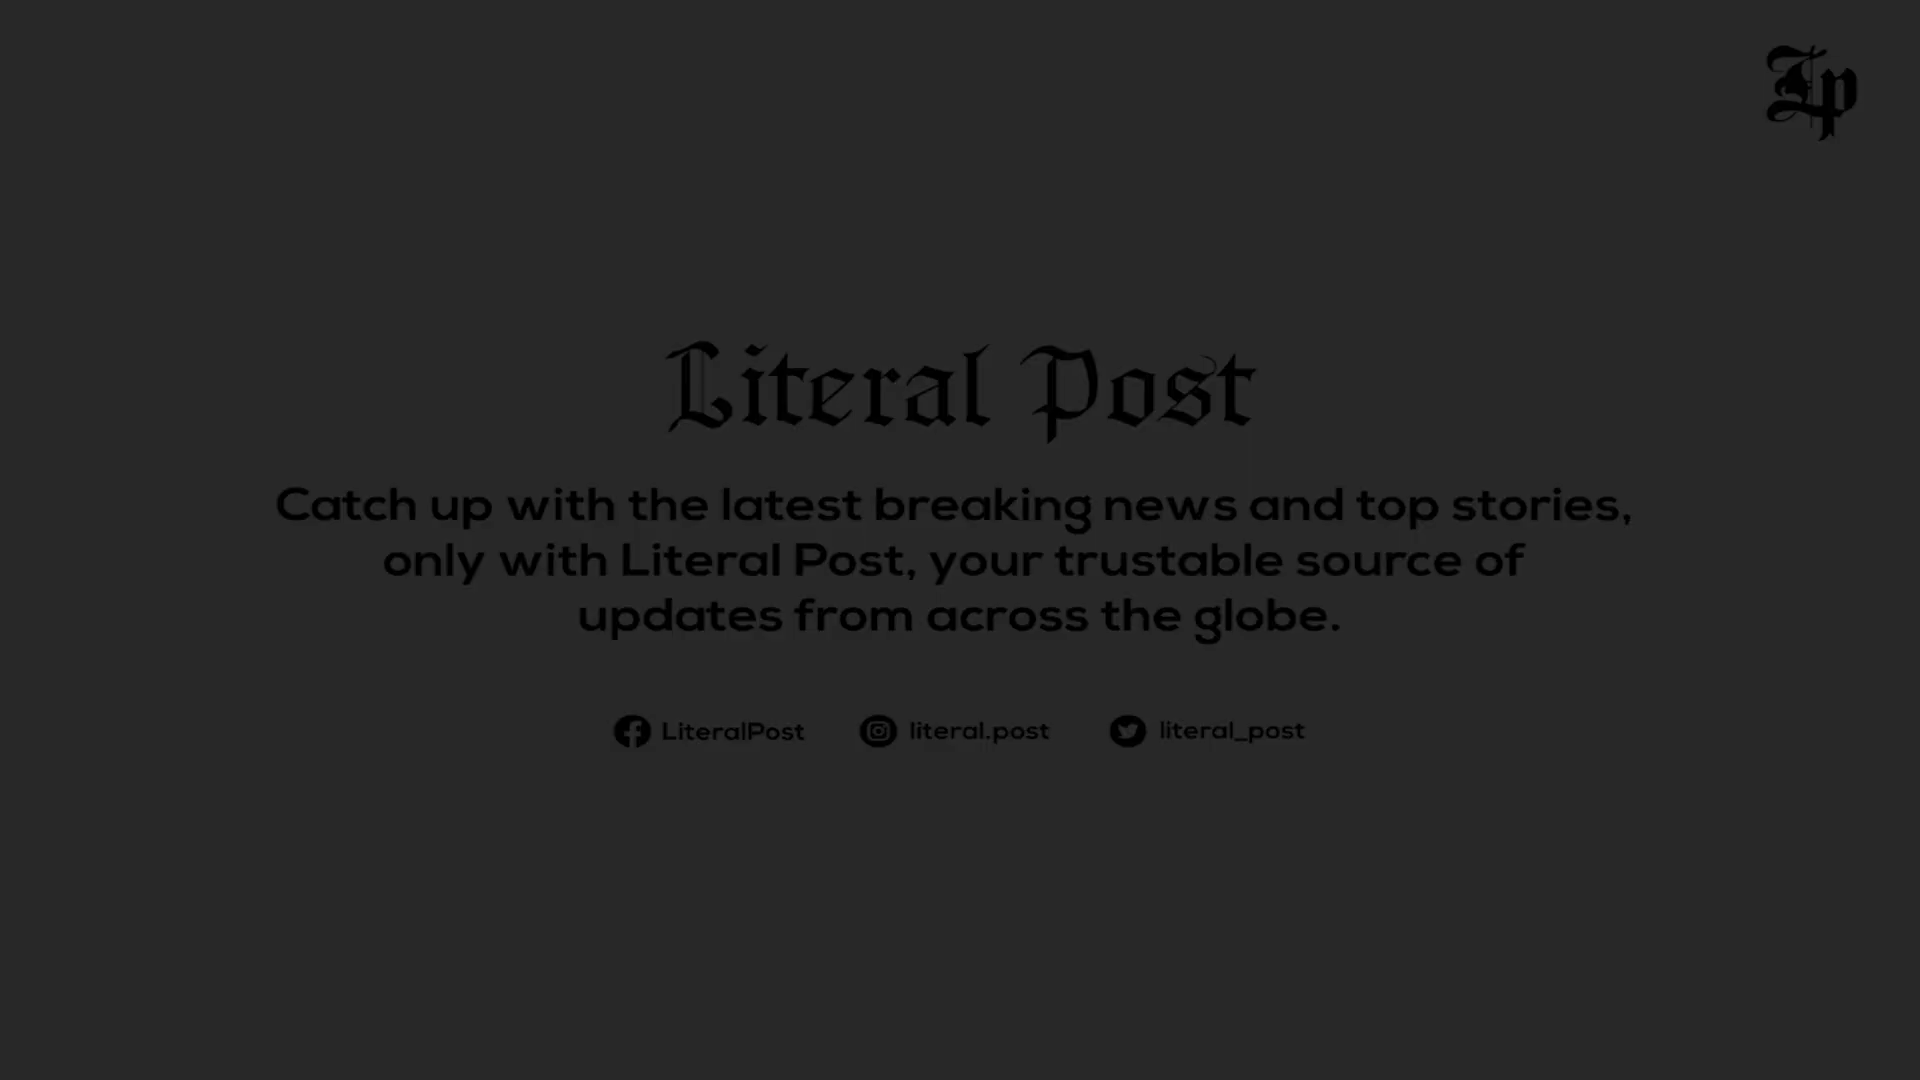 Lp
Literal Post
Catch up with the latest breaking news and top stories,
only with Literal Post, your trustable source of
updates from across the globe.
LiteralPost literal.post literal_post